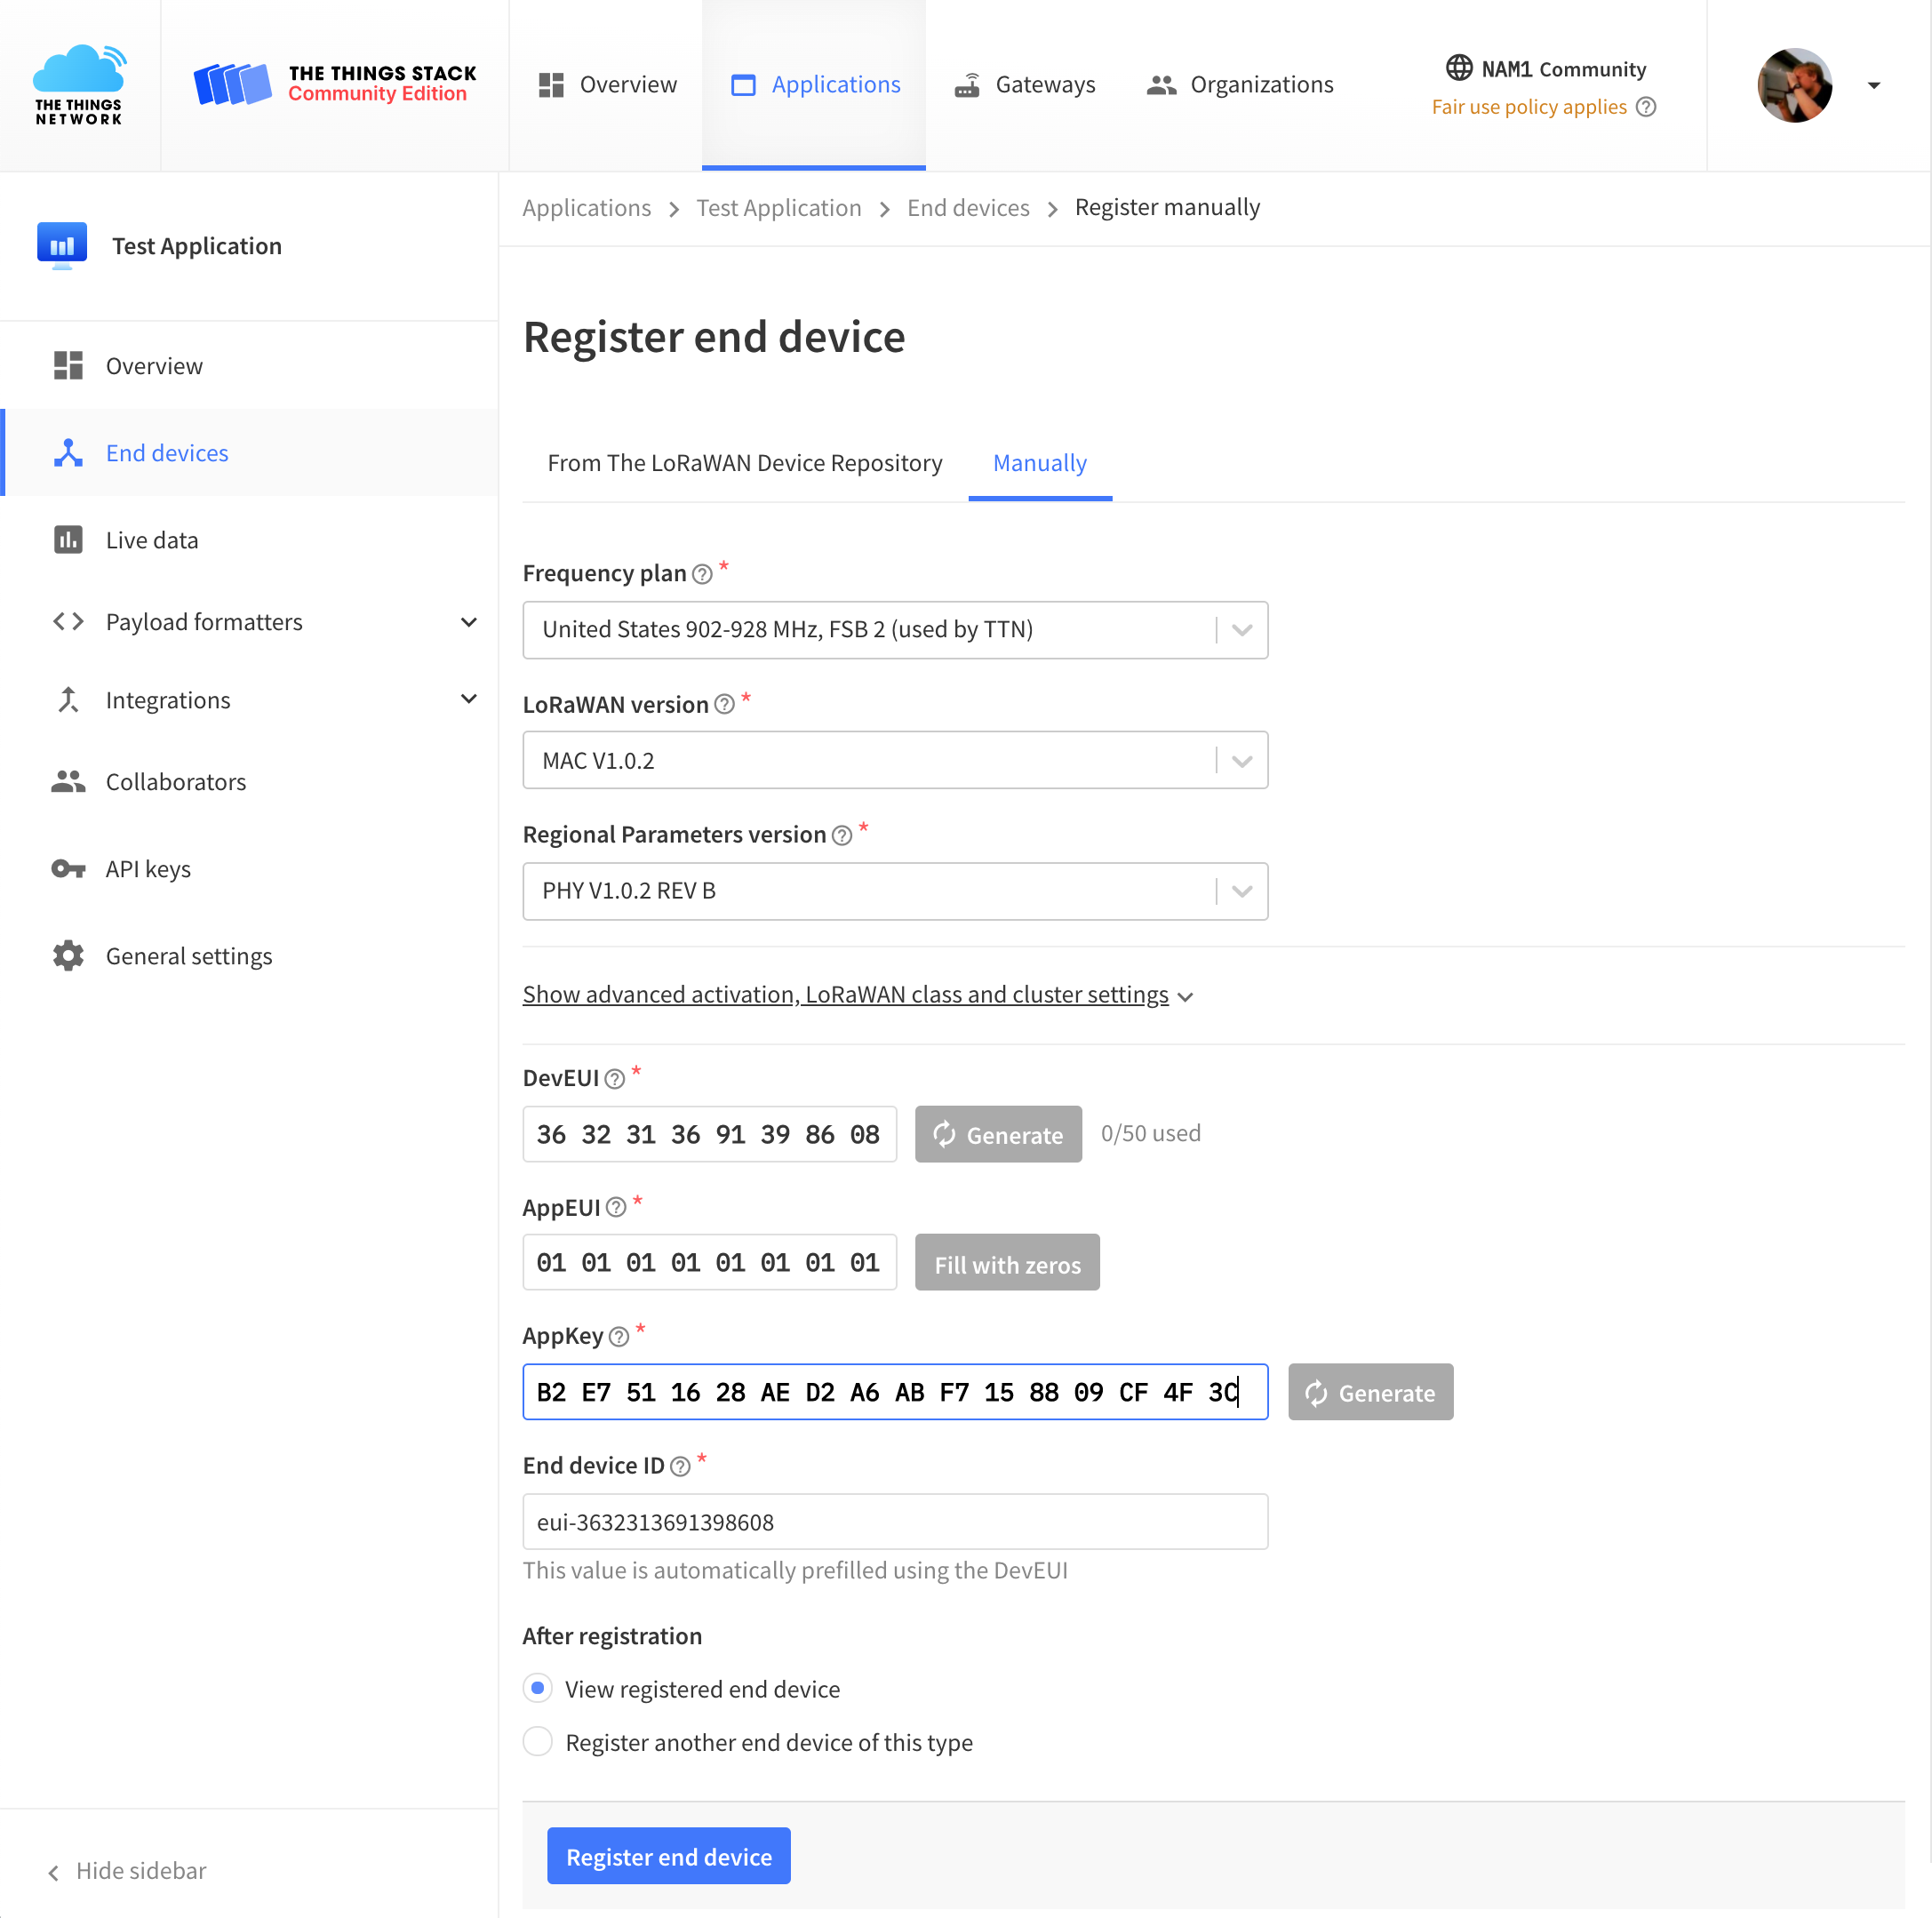 THE THINGS
NETWORK
THE THINGS STACK
Community Edition
Overview
Applications
Gateways
Organizations
NAM1 Community
Fair use policy applies
Test Application
Overview
End devices
Live data
Payload formatters
Integrations
Collaborators
API keys
General settings
Hide sidebar
Applications > Test Application > End devices > Register manually
Register end device
From The LoRaWAN Device Repository
Manually
Frequency plan *
United States 902-928 MHz, FSB 2 (used by TTN)
LoRaWAN version *
MAC V1.0.2
Regional Parameters version *
PHY V1.0.2 REV B
Show advanced activation, LoRaWAN class and cluster settings
DevEUI *
36 32 31 36 91 39 86 08
Generate
0/50 used
AppEUI *
01 01 01 01 01 01 01 01
Fill with zeros
AppKey *
B2 E7 51 16 28 AE D2 A6 AB F7 15 88 09 CF 4F 3C
Generate
End device ID *
eui-3632313691398608
This value is automatically prefilled using the DevEUI
After registration
View registered end device
Register another end device of this type
Register end device